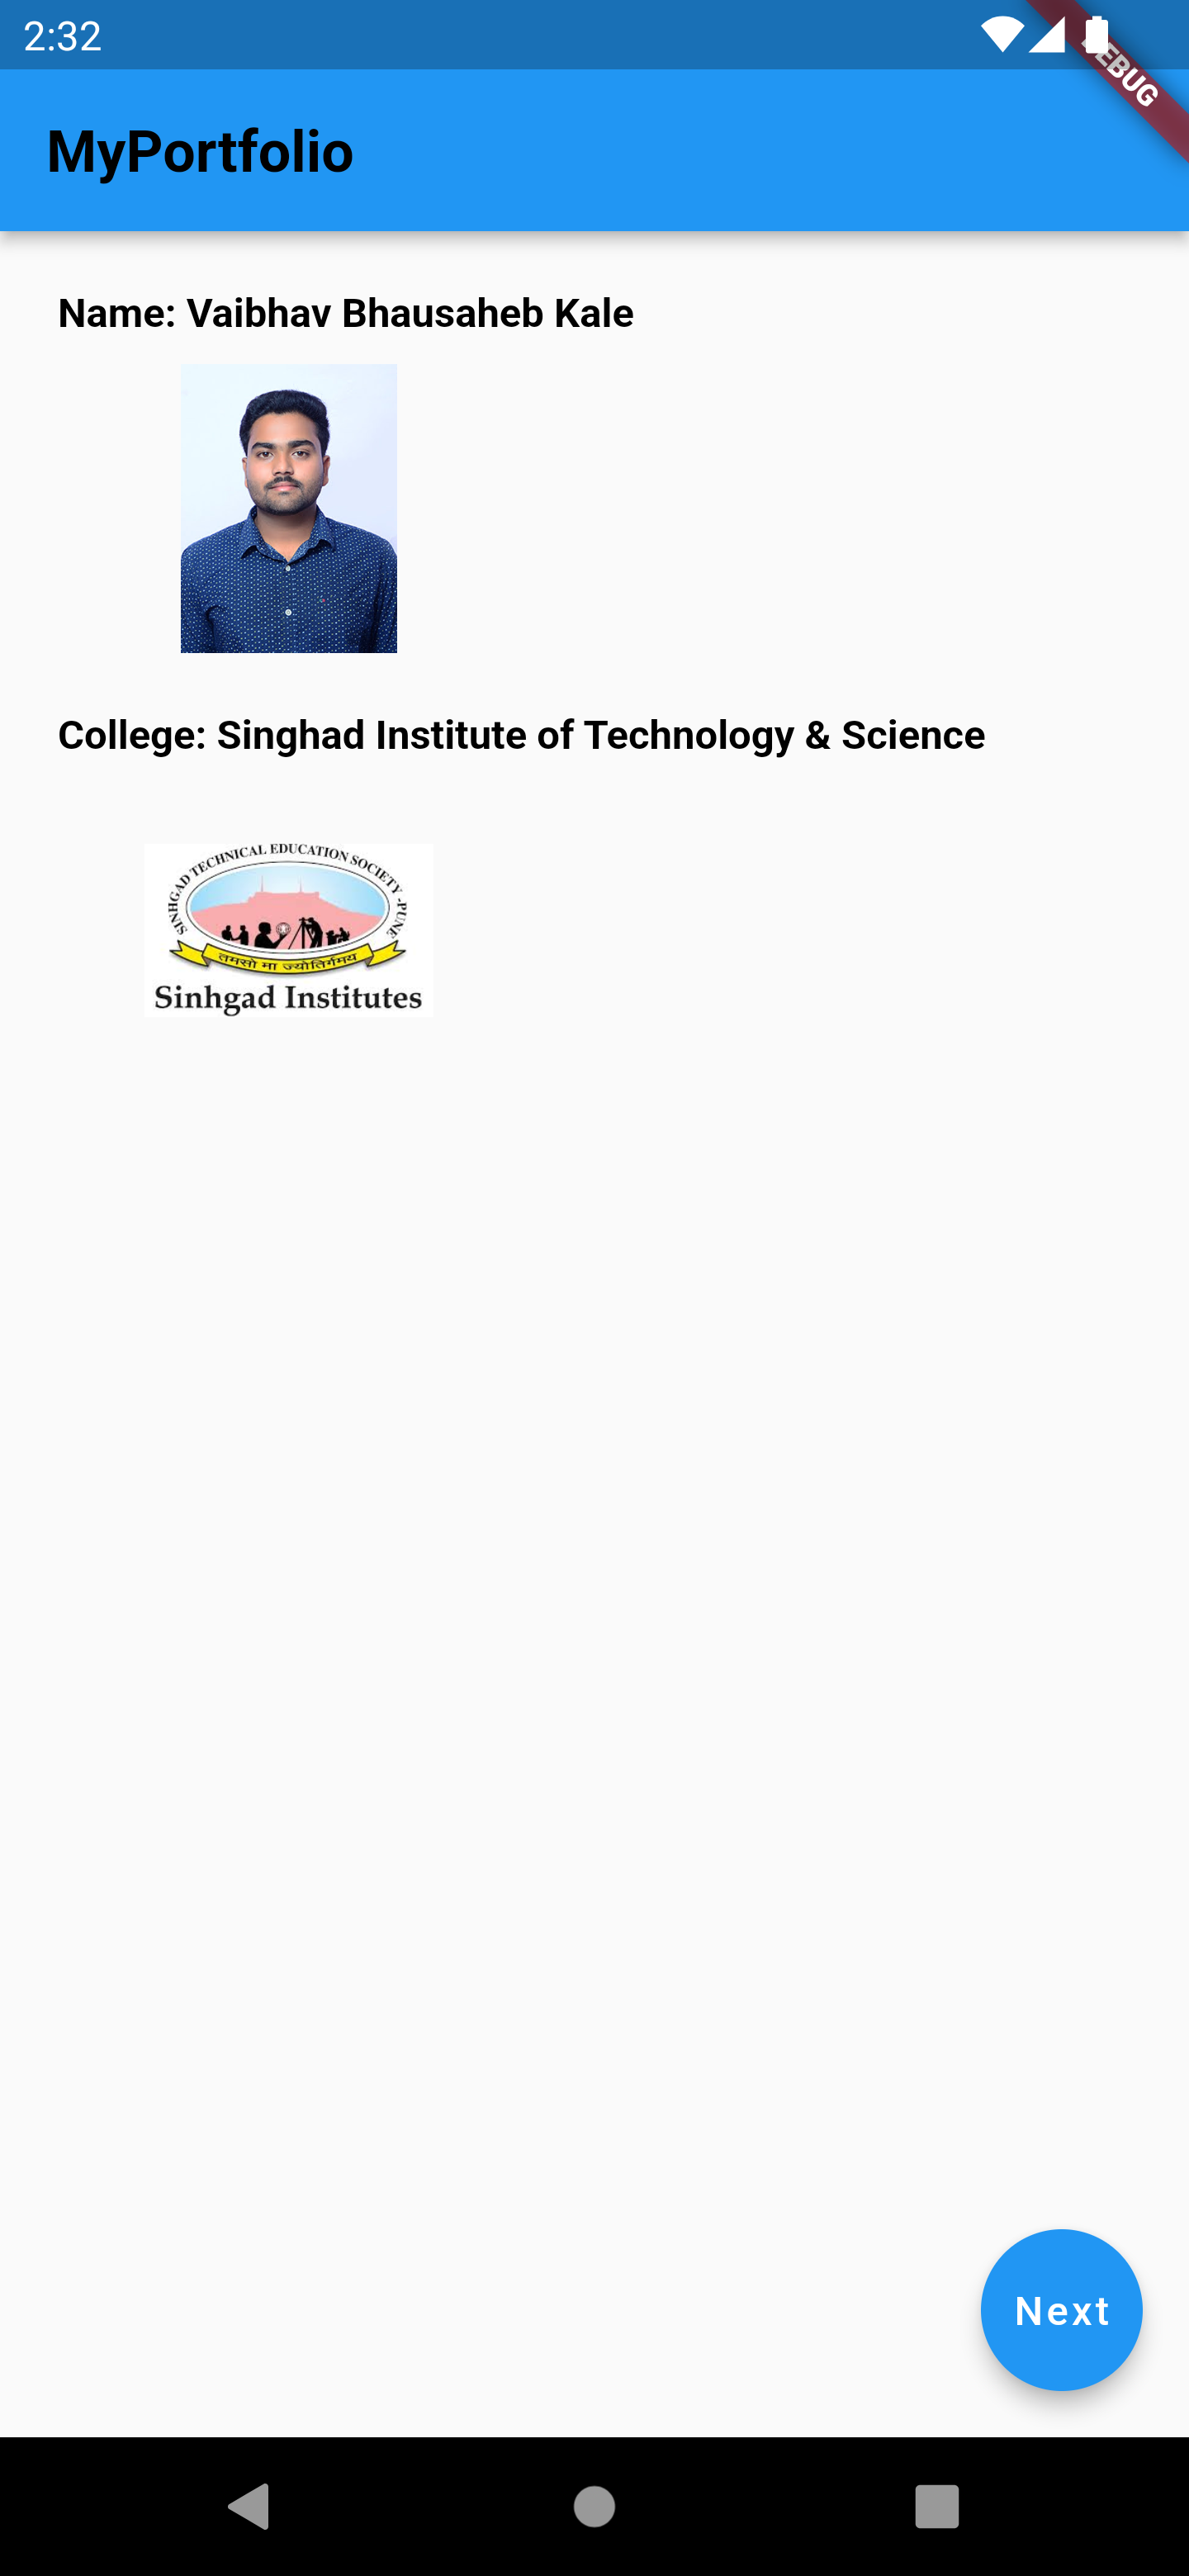 2:32
DEBUG
MyPortfolio
Name: Vaibhav Bhausaheb Kale
College: Singhad Institute of Technology & Science
SINHGAD TECHNICAL EDUCATION SOCIETY-PUNE
तमसो मा ज्योतिर्गमय
Sinhgad Institutes
Next